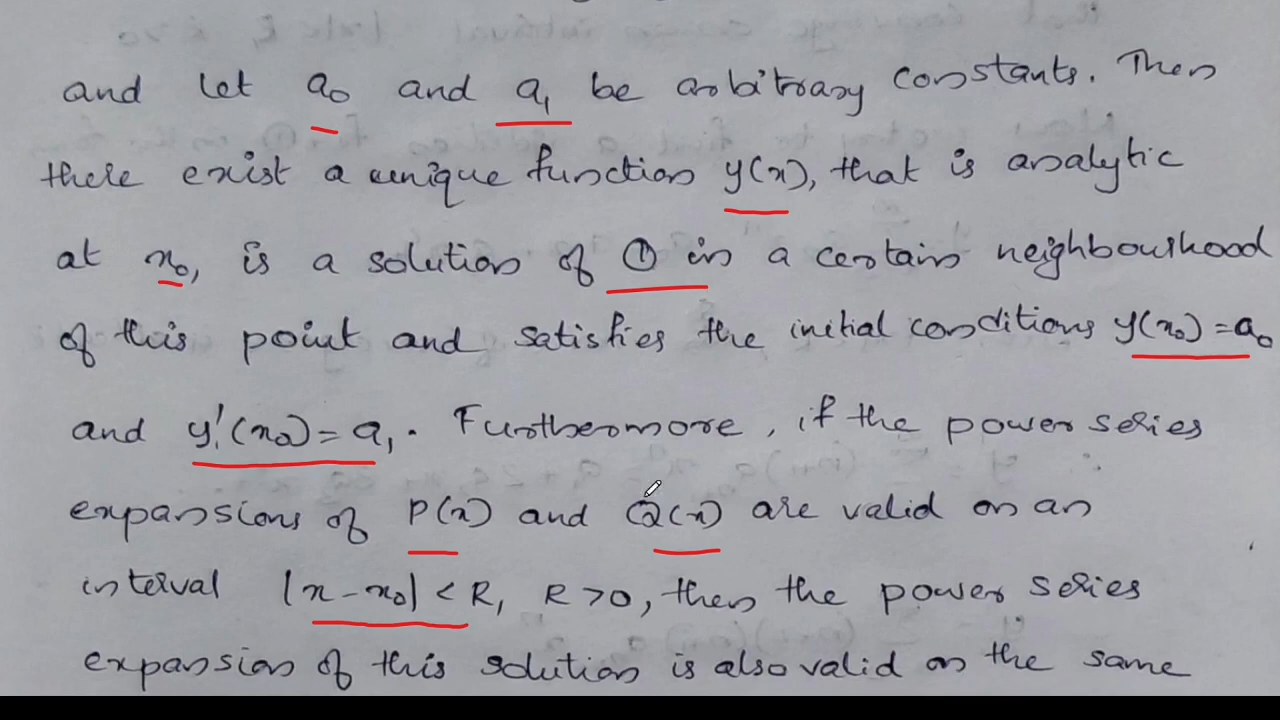 and let a₀ and a₁ be arbitrary constants. Then
there exist a unique function y(x), that is analytic
at x₀, is a solution of ① in a certain neighbourhood
of this point and satisfies the initial conditions y(x₀) = a₀
and y'(x₀) = a₁. Furthermore, if the power series
expansions of P(x) and Q(x) are valid on an
interval |x - x₀| < R, R > 0, then the power series
expansion of this solution is also valid on the same